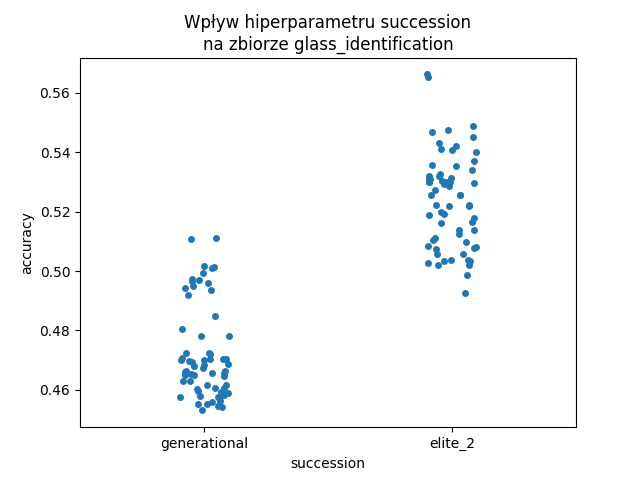 Wpływ hiperparametru succession
na zbiorze glass_identification
0.56
0.54
0.52
0.50
0.48
0.46
accuracy
generational
elite_2
succession